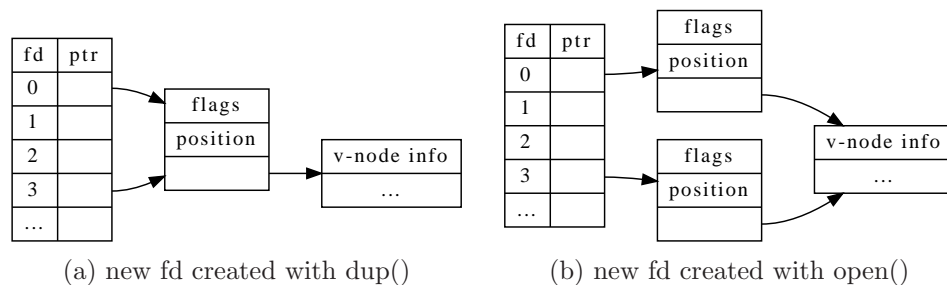 fd ptr
0
1
2
3
...
flags
position
v-node info
...
(a) new fd created with dup()
fd ptr
0
1
2
3
...
flags
position
flags
position
v-node info
...
(b) new fd created with open()